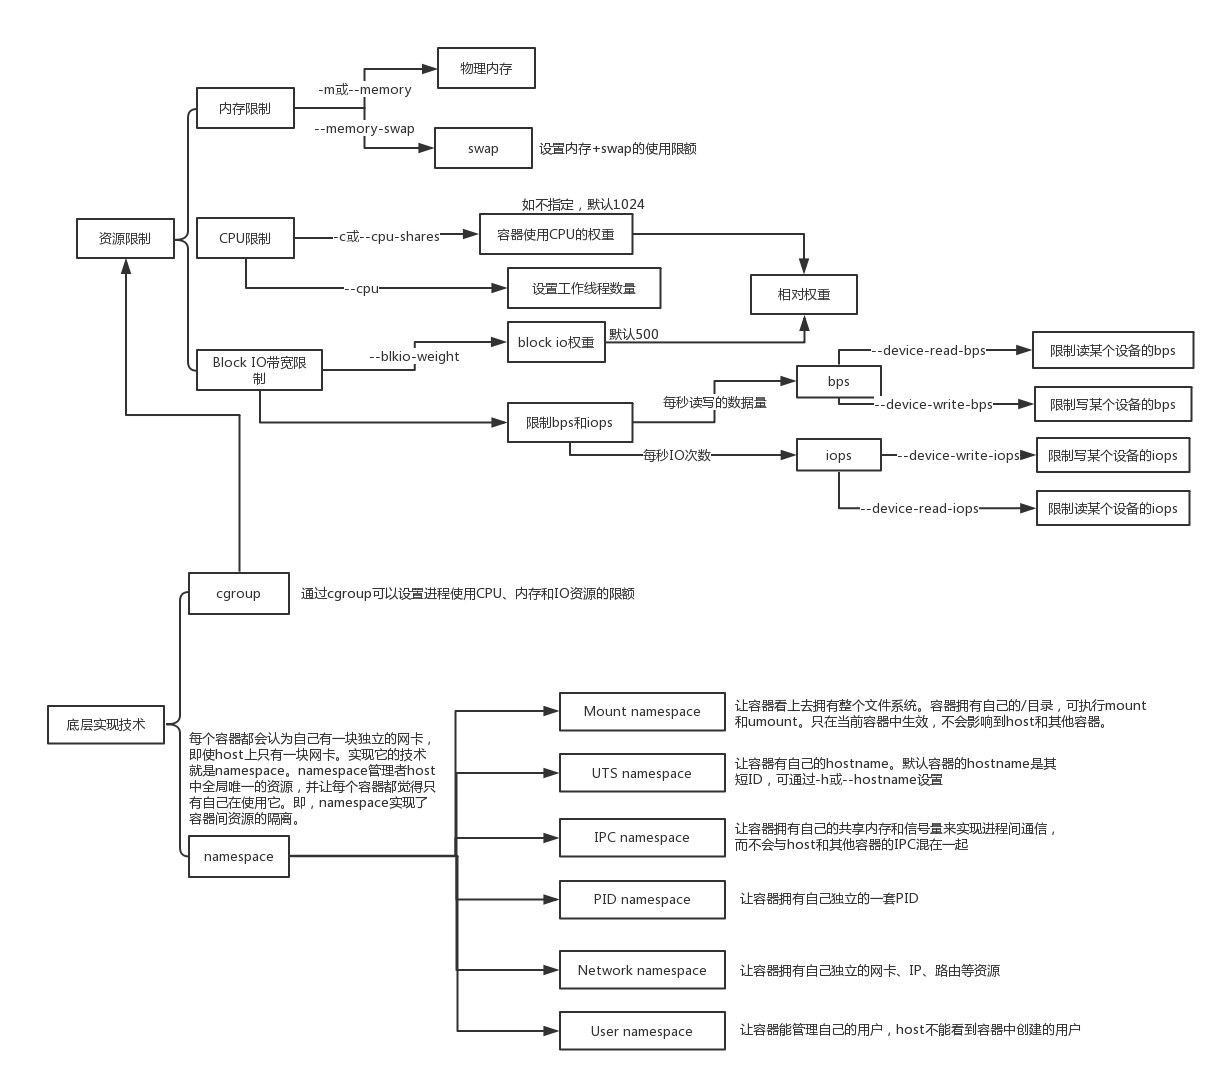 物理内存
-m或--memory
内存限制
--memory-swap
swap
设置内存+swap的使用限额
如不指定，默认1024
资源限制
CPU限制
-c或--cpu-shares
容器使用CPU的权重
--cpu
设置工作线程数量
相对权重
Block IO带宽限
制
--blkio-weight
block io权重
默认500
--device-read-bps
限制读某个设备的bps
bps
每秒读写的数据量
--device-write-bps
限制写某个设备的bps
限制bps和iops
每秒IO次数
iops
--device-write-iops
限制写某个设备的iops
--device-read-iops
限制读某个设备的iops
cgroup
通过cgroup可以设置进程使用CPU、内存和IO资源的限额
底层实现技术
每个容器都会认为自己有一块独立的网卡，
即使host上只有一块网卡。实现它的技术
就是namespace。namespace管理者host
中全局唯一的资源，并让每个容器都觉得只
有自己在使用它。即，namespace实现了
容器间资源的隔离。
namespace
Mount namespace
让容器看上去拥有整个文件系统。容器拥有自己的/目录，可执行mount
和umount。只在当前容器中生效，不会影响到host和其他容器。
UTS namespace
让容器有自己的hostname。默认容器的hostname是其
短ID，可通过-h或--hostname设置
IPC namespace
让容器拥有自己的共享内存和信号量来实现进程间通信，
而不会与host和其他容器的IPC混在一起
PID namespace
让容器拥有自己独立的一套PID
Network namespace
让容器拥有自己独立的网卡、IP、路由等资源
User namespace
让容器能管理自己的用户，host不能看到容器中创建的用户